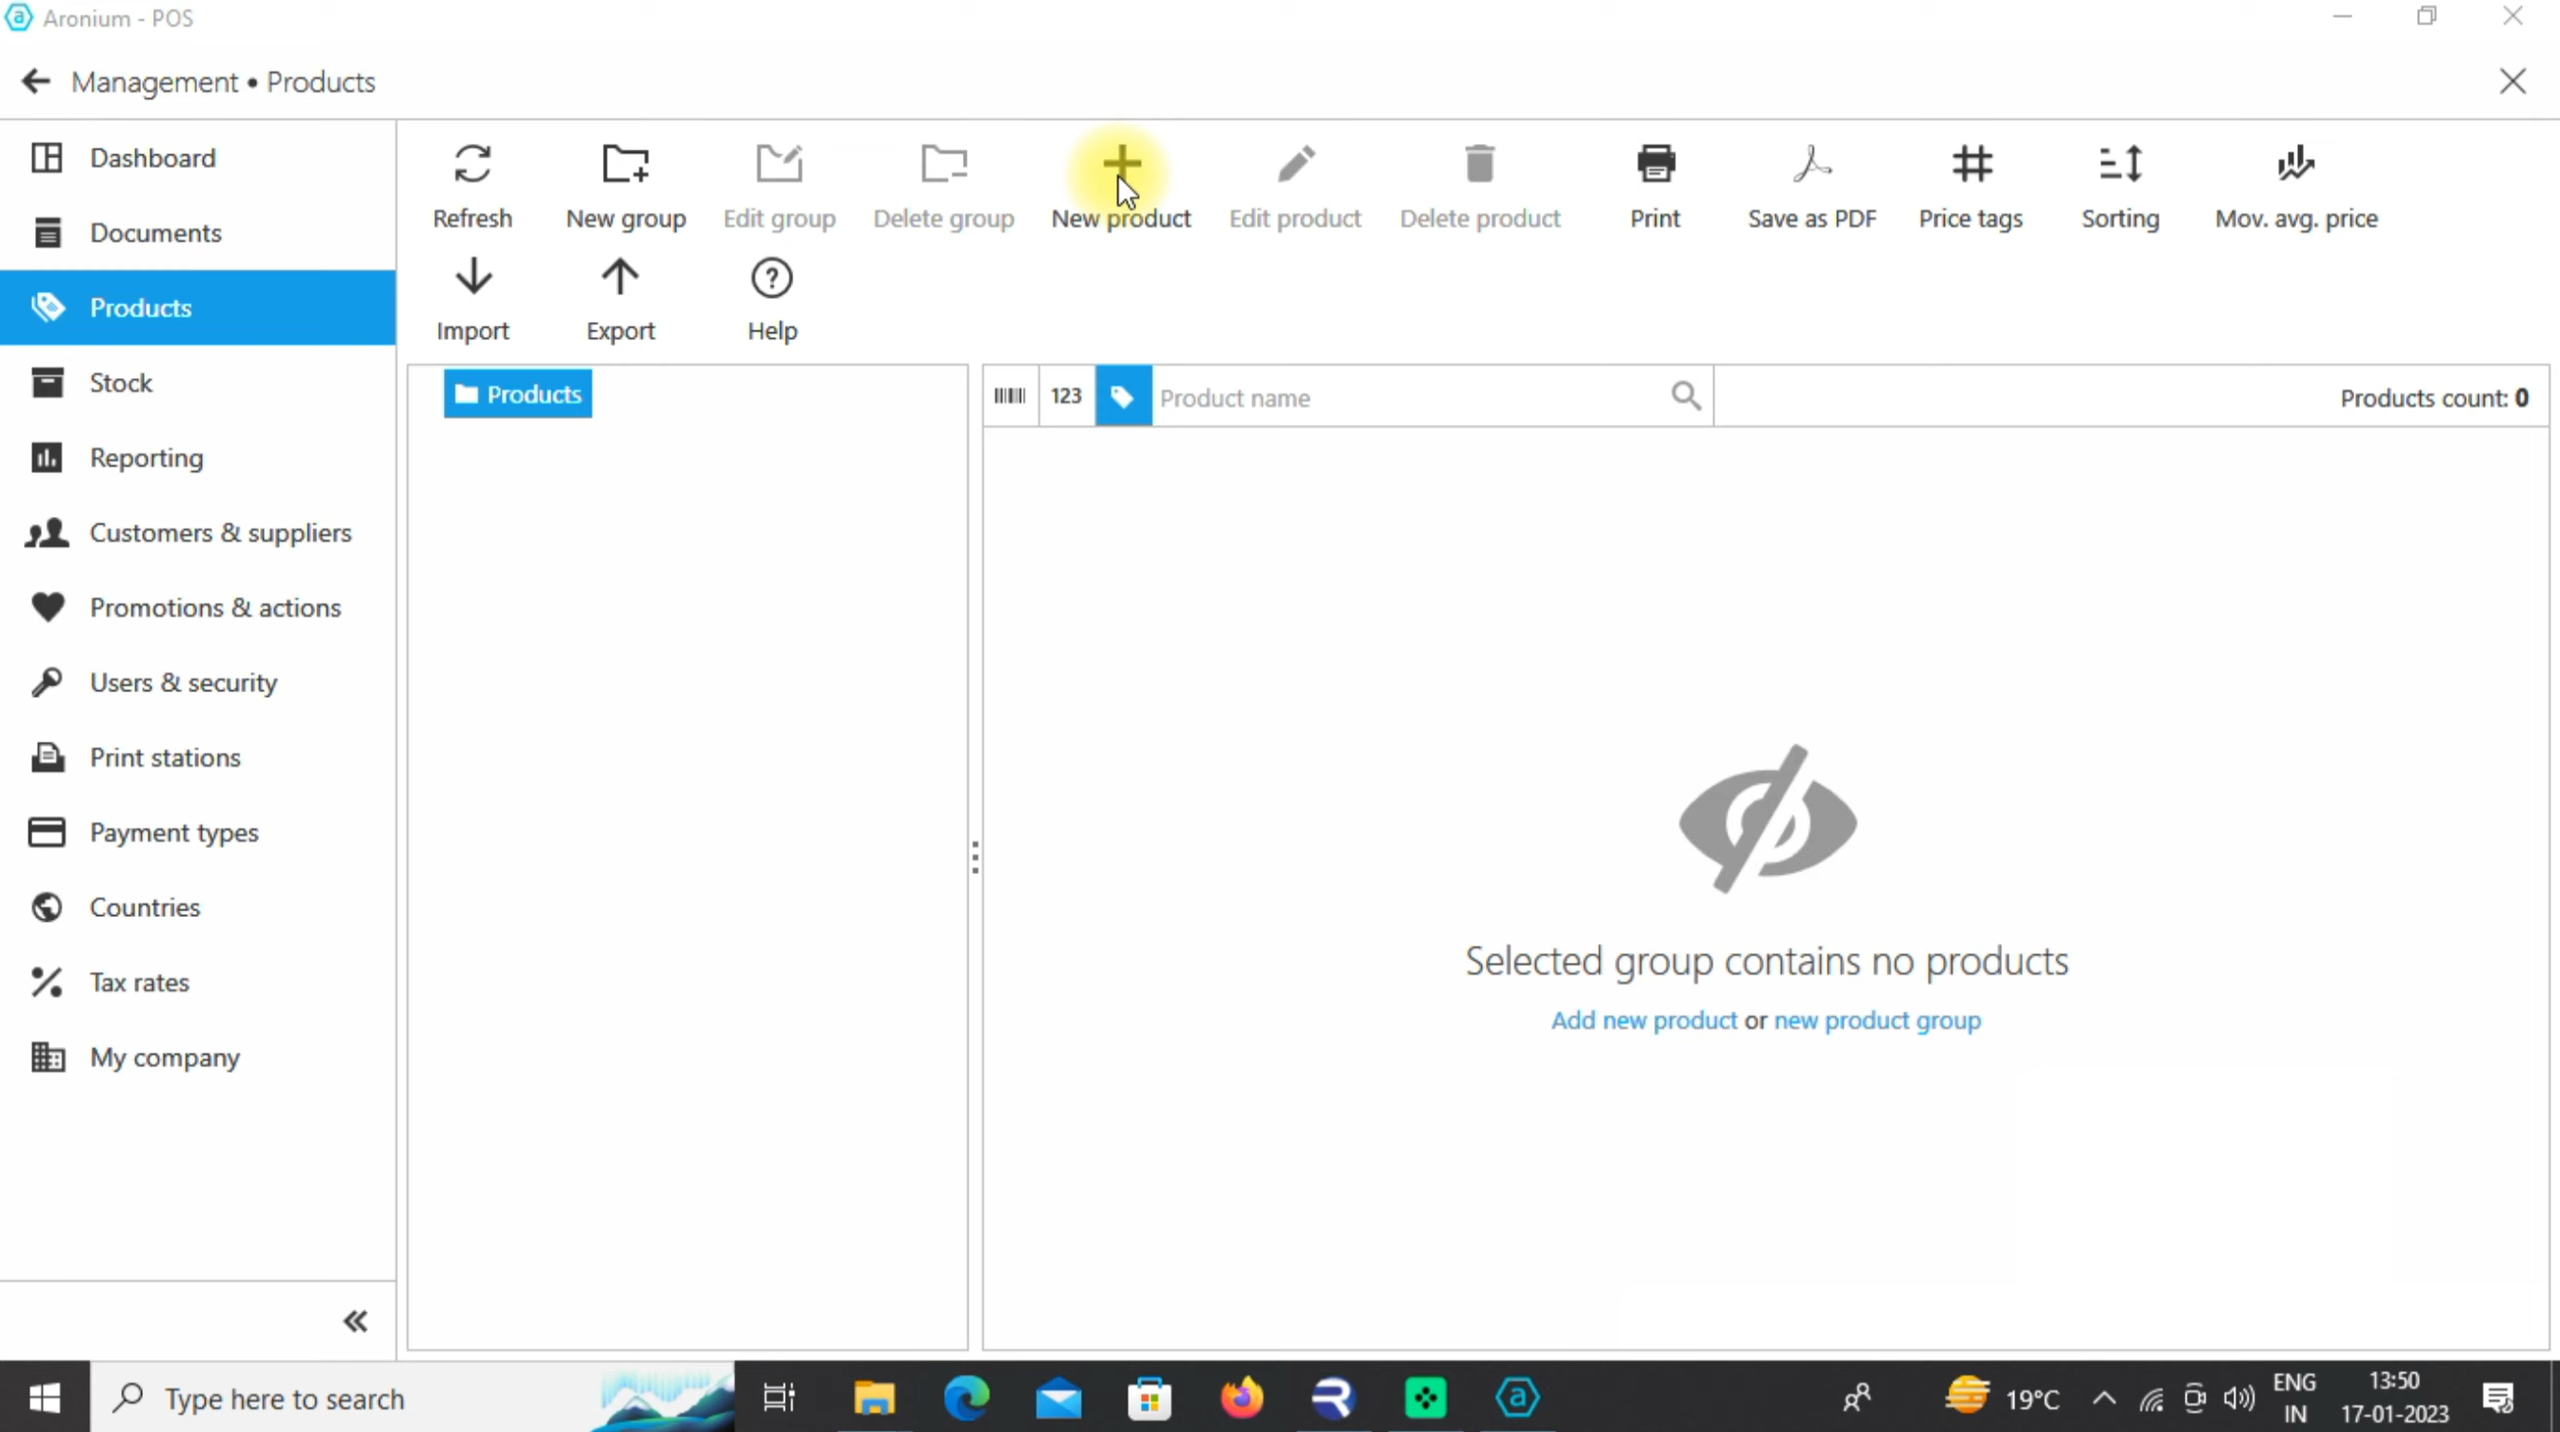 Aronium - POS
Management • Products
Dashboard
Documents
Products
Stock
Reporting
Customers & suppliers
Promotions & actions
Users & security
Print stations
Payment types
Countries
Tax rates
My company
Refresh
New group
Edit group
Delete group
New product
Edit product
Delete product
Print
Save as PDF
Price tags
Sorting
Mov. avg. price
Import
Export
Help
Products
123
Product name
Products count: 0
Selected group contains no products
Add new product or new product group
Type here to search
19°C
ENG
IN
13:50
17-01-2023